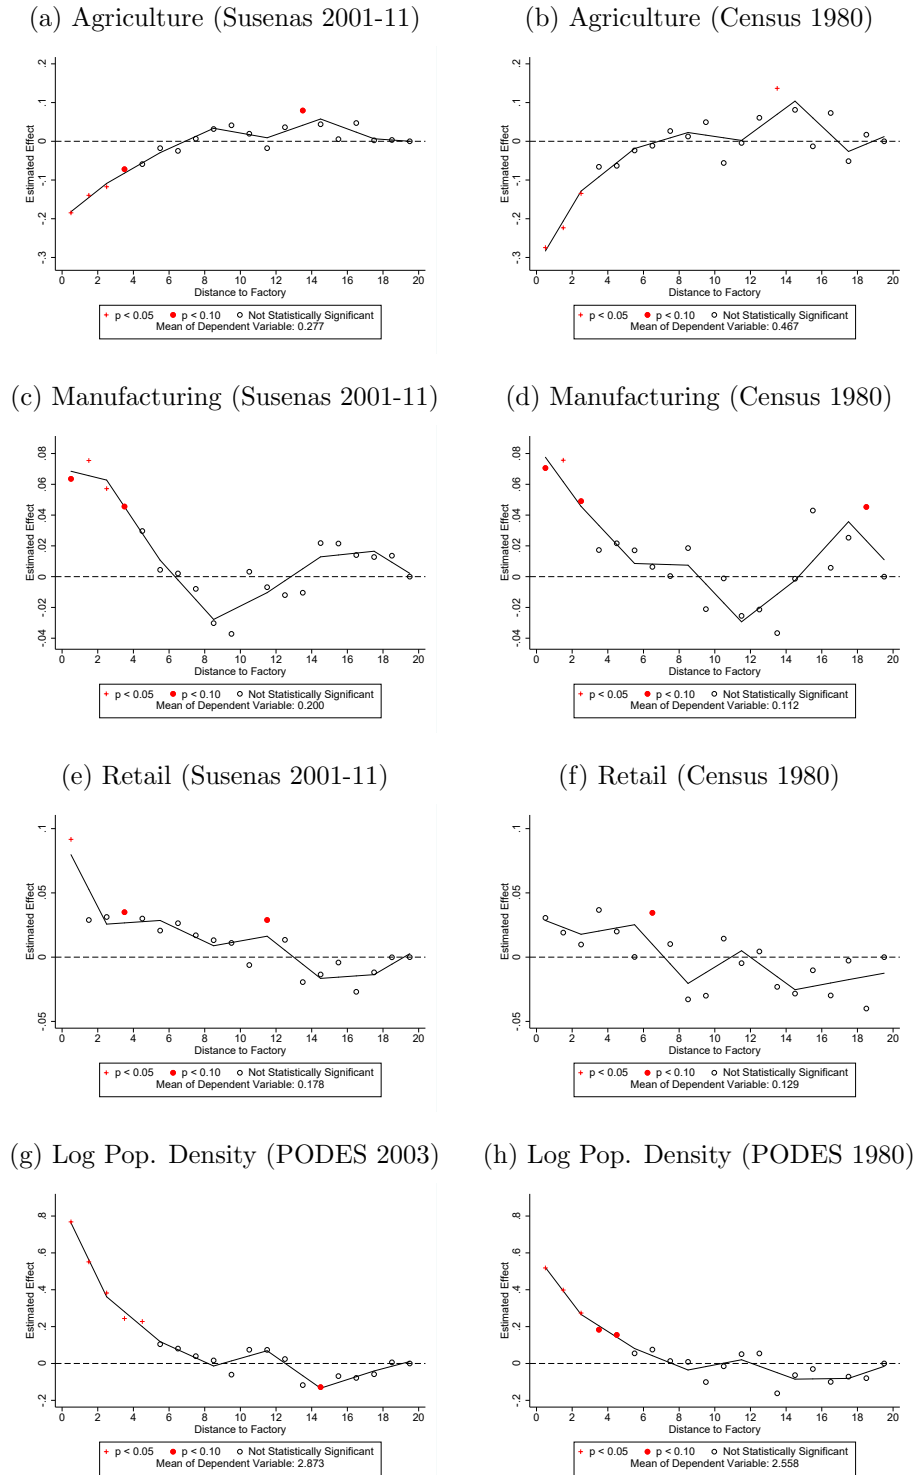 (a) Agriculture (Susenas 2001-11)
Estimated Effect
.2
.1
0
-.1
-.2
-.3
0 2 4 6 8 10 12 14 16 18 20
Distance to Factory
p < 0.05 p < 0.10 Not Statistically Significant
Mean of Dependent Variable: 0.277
(b) Agriculture (Census 1980)
Estimated Effect
.2
.1
0
-.1
-.2
-.3
0 2 4 6 8 10 12 14 16 18 20
Distance to Factory
p < 0.05 p < 0.10 Not Statistically Significant
Mean of Dependent Variable: 0.467
(c) Manufacturing (Susenas 2001-11)
Estimated Effect
.08
.06
.04
.02
0
-.02
-.04
0 2 4 6 8 10 12 14 16 18 20
Distance to Factory
p < 0.05 p < 0.10 Not Statistically Significant
Mean of Dependent Variable: 0.200
(d) Manufacturing (Census 1980)
Estimated Effect
.08
.06
.04
.02
0
-.02
-.04
0 2 4 6 8 10 12 14 16 18 20
Distance to Factory
p < 0.05 p < 0.10 Not Statistically Significant
Mean of Dependent Variable: 0.112
(e) Retail (Susenas 2001-11)
Estimated Effect
.1
.05
0
-.05
0 2 4 6 8 10 12 14 16 18 20
Distance to Factory
p < 0.05 p < 0.10 Not Statistically Significant
Mean of Dependent Variable: 0.178
(f) Retail (Census 1980)
Estimated Effect
.1
.05
0
-.05
0 2 4 6 8 10 12 14 16 18 20
Distance to Factory
p < 0.05 p < 0.10 Not Statistically Significant
Mean of Dependent Variable: 0.129
(g) Log Pop. Density (PODES 2003)
Estimated Effect
.8
.6
.4
.2
0
-.2
0 2 4 6 8 10 12 14 16 18 20
Distance to Factory
p < 0.05 p < 0.10 Not Statistically Significant
Mean of Dependent Variable: 2.873
(h) Log Pop. Density (PODES 1980)
Estimated Effect
.8
.6
.4
.2
0
-.2
0 2 4 6 8 10 12 14 16 18 20
Distance to Factory
p < 0.05 p < 0.10 Not Statistically Significant
Mean of Dependent Variable: 2.558